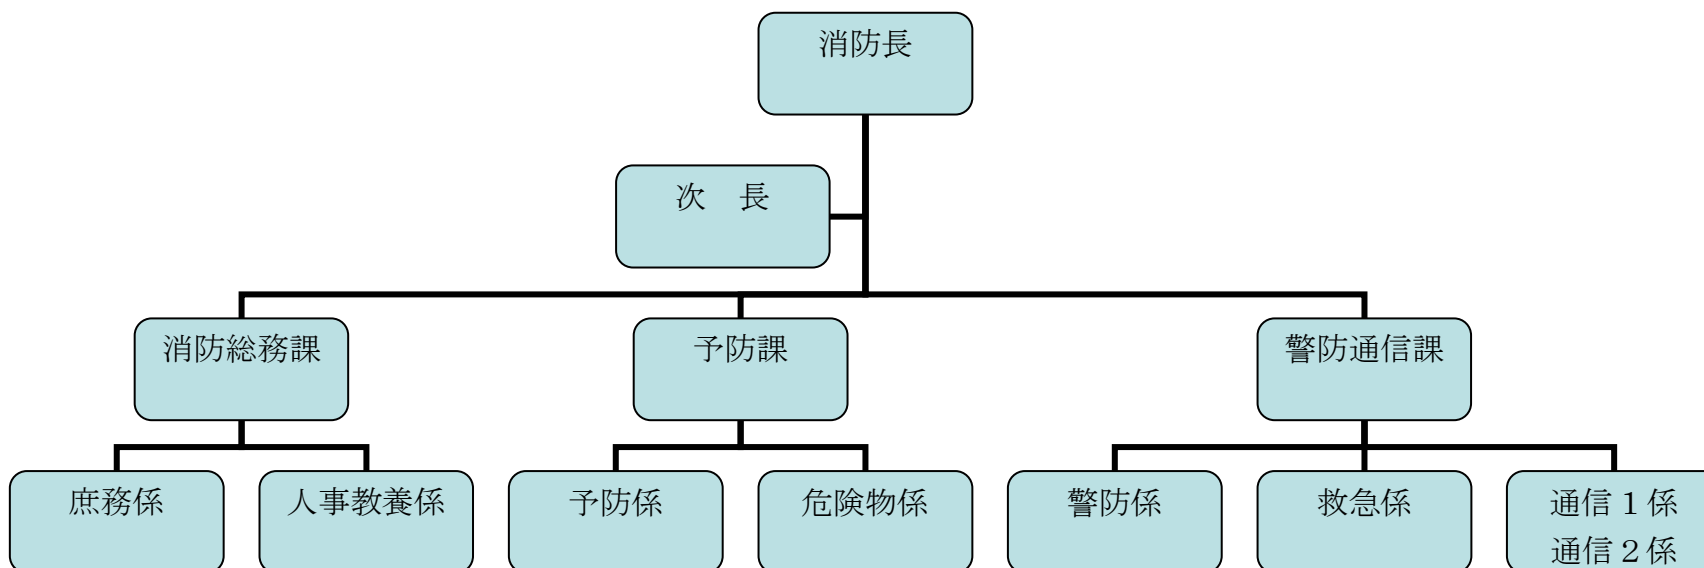 消防長
次　長
消防総務課
予防課
警防通信課
庶務係
人事教養係
予防係
危険物係
警防係
救急係
通信１係
通信２係